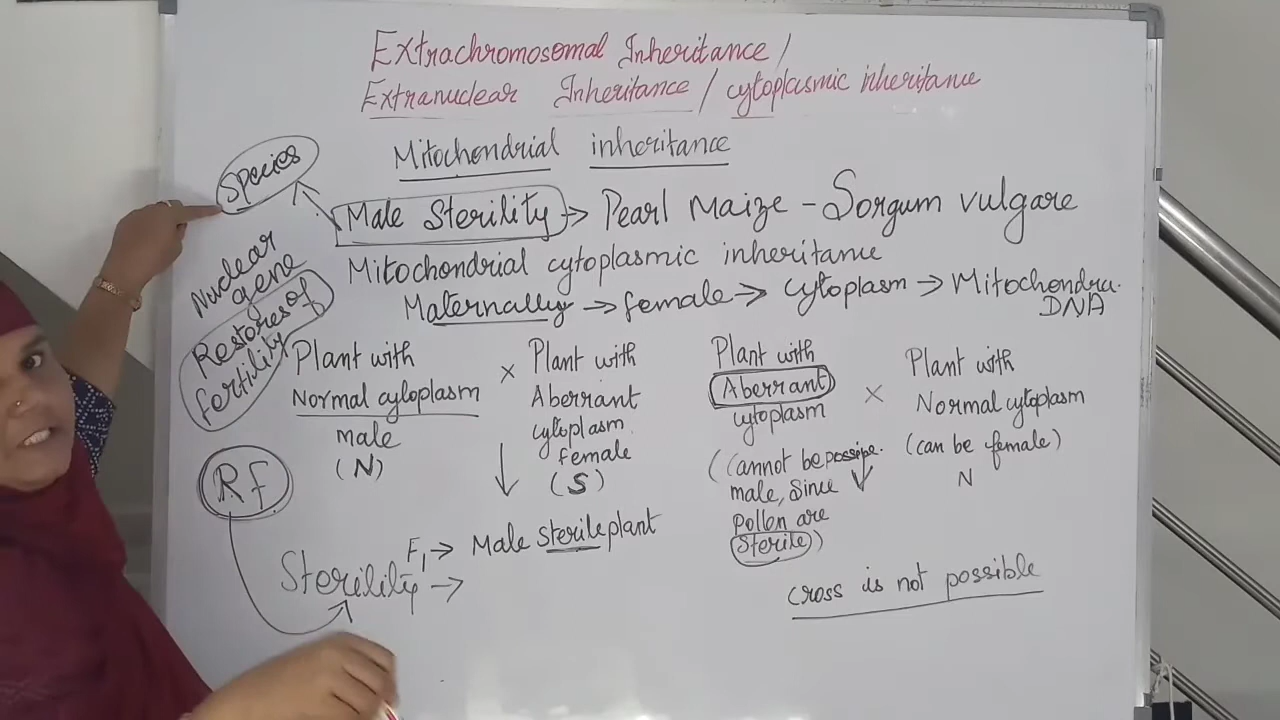 Extrachromosomal Inheritance/
Extranuclear Inheritance / cytoplasmic inheritance
Mitochondrial inheritance
Species
Male Sterility → Pearl Maize - Sorgum vulgare
Mitochondrial cytoplasmic inheritance
Maternally → female → cytoplasm → Mitochondria.
DNA
Nuclear
gene
Restores of
fertility
Rf
Plant with
Normal cytoplasm
male
(N)
×
Plant with
Aberrant
cytoplasm
female
(S)
F₁ → Male sterile plant
Sterility →
Plant with
Aberrant
cytoplasm
(cannot be
male, since
Pollen are
Sterile)
×
Plant with
Normal cytoplasm
(can be female)
N
cross is not possible